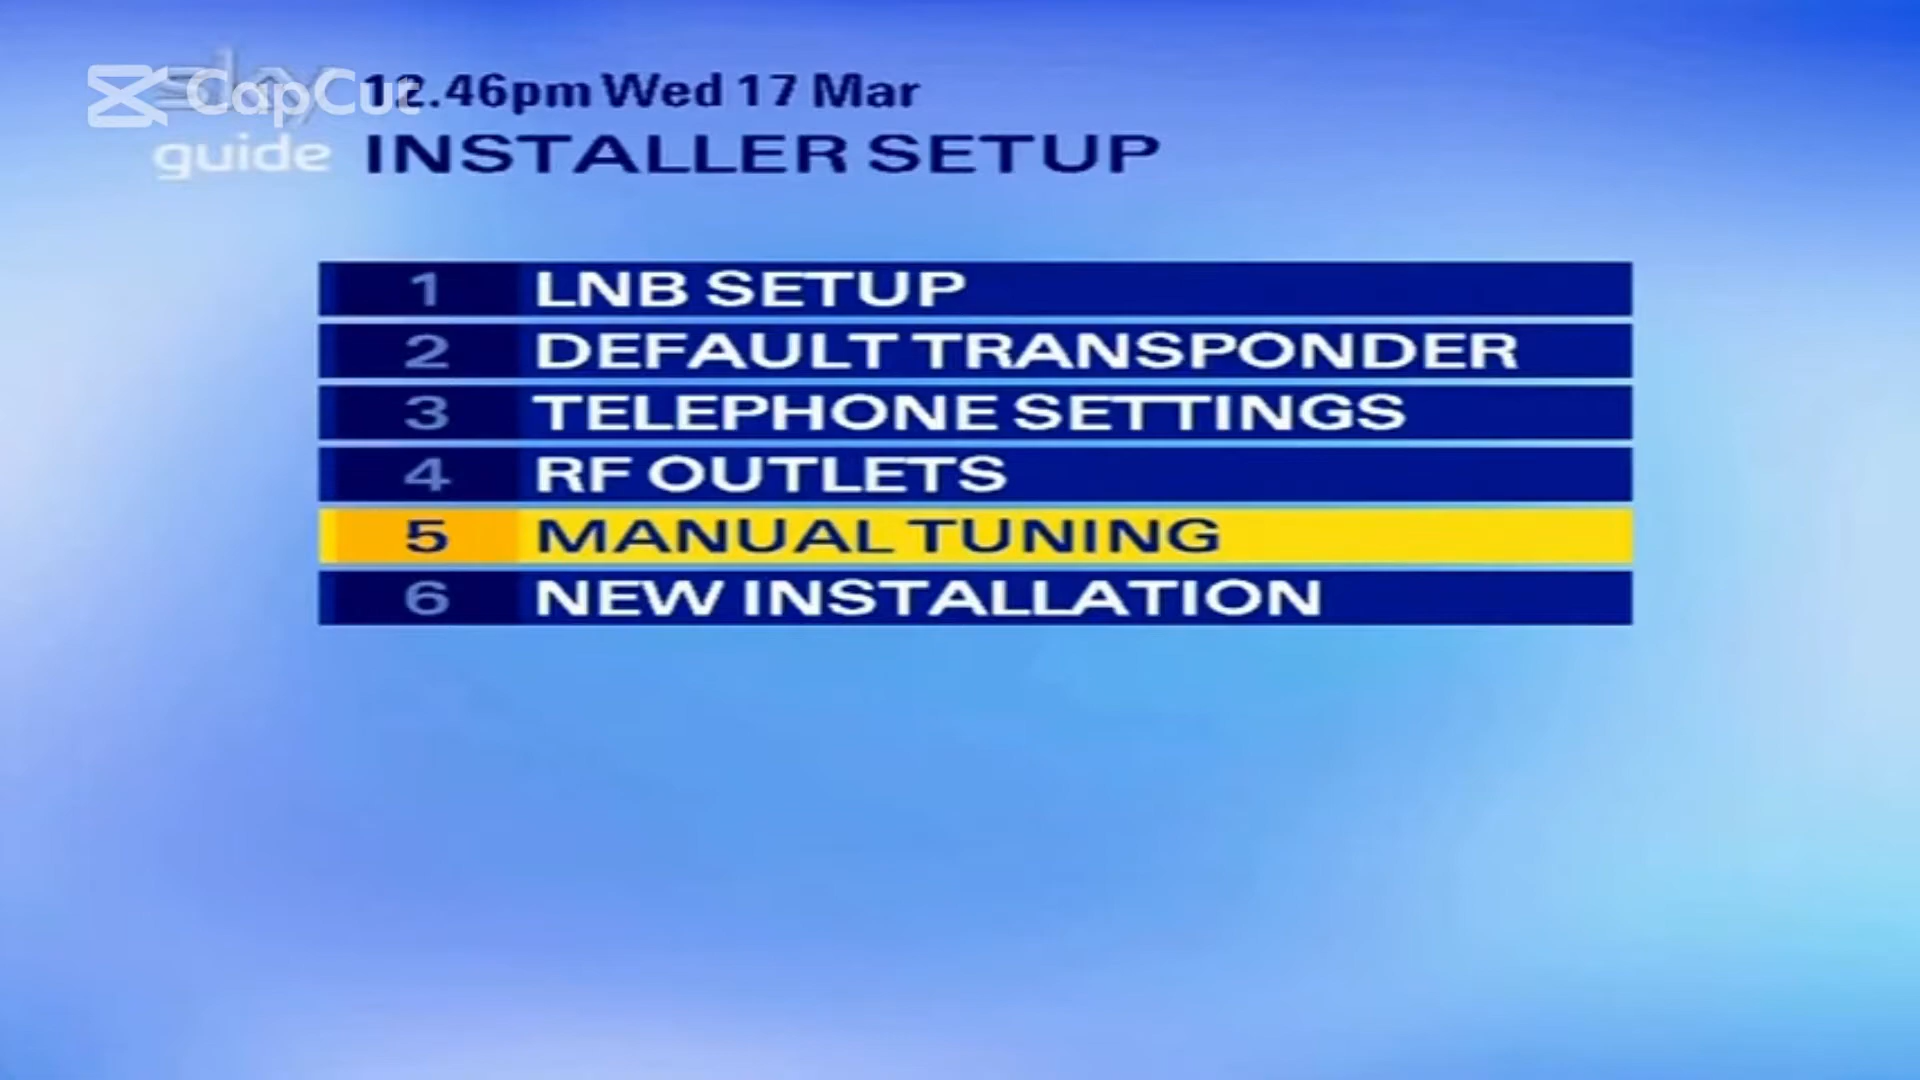 sky
CapCut
12.46pm Wed 17 Mar
guide
INSTALLER SETUP
1 LNB SETUP
2 DEFAULT TRANSPONDER
3 TELEPHONE SETTINGS
4 RF OUTLETS
5 MANUAL TUNING
6 NEW INSTALLATION